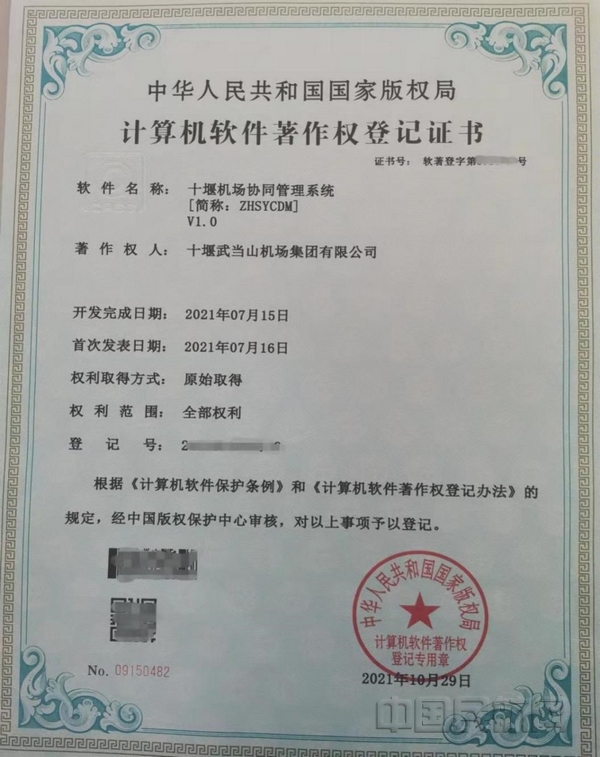 中华人民共和国国家版权局
计算机软件著作权登记证书
证书号： 软著登字第 号
软 件 名 称： 十堰机场协同管理系统
[简称：ZHSYCDM]
V1.0
著 作 权 人： 十堰武当山机场集团有限公司
开发完成日期： 2021年07月15日
首次发表日期： 2021年07月16日
权利取得方式： 原始取得
权 利 范 围： 全部权利
登 记 号： 2
根据《计算机软件保护条例》和《计算机软件著作权登记办法》的
规定，经中国版权保护中心审核，对以上事项予以登记。
中华人民共和国国家版权局
计算机软件著作权
登记专用章
No. 09150482
2021年10月29日
中国民航网